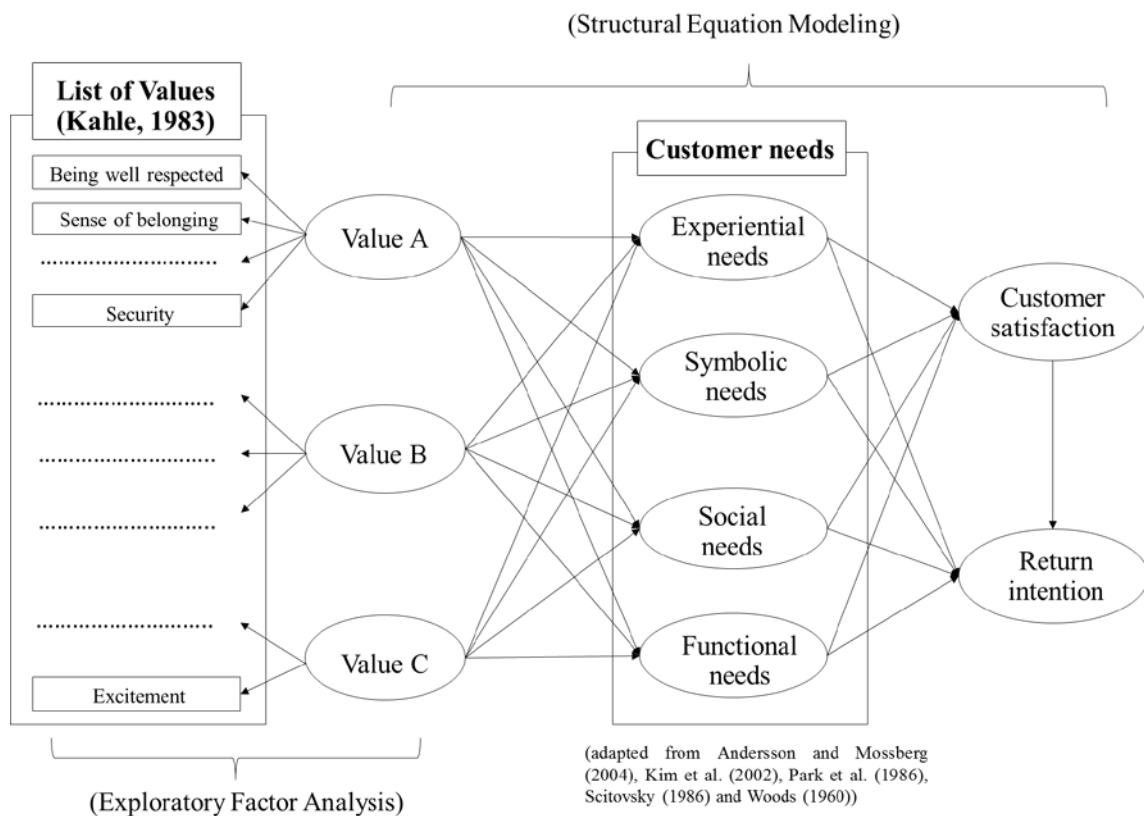 (Structural Equation Modeling)
List of Values
(Kahle, 1983)
Being well respected
Sense of belonging
................................
Security
................................
................................
................................
................................
Excitement
Value A
Value B
Value C
Customer needs
Experiential
needs
Symbolic
needs
Social
needs
Functional
needs
Customer
satisfaction
Return
intention
(adapted from Andersson and Mossberg
(2004), Kim et al. (2002), Park et al. (1986),
Scitovsky (1986) and Woods (1960))
(Exploratory Factor Analysis)